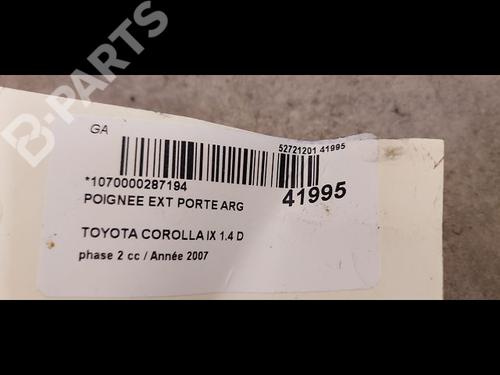 B-PARTS
GA
52721201 41995
*1070000287194
41995
POIGNEE EXT PORTE ARG
TOYOTA COROLLA IX 1.4 D
phase 2 cc / Année 2007